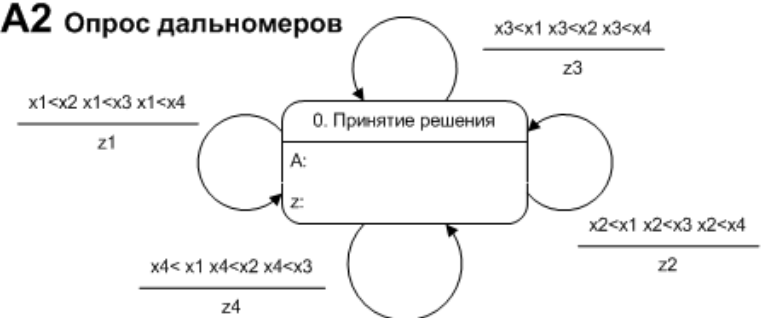 А2 Опрос дальномеров
x3<x1 x3<x2 x3<x4
z3
x1<x2 x1<x3 x1<x4
z1
0. Принятие решения
A:
z:
x2<x1 x2<x3 x2<x4
z2
x4< x1 x4<x2 x4<x3
z4